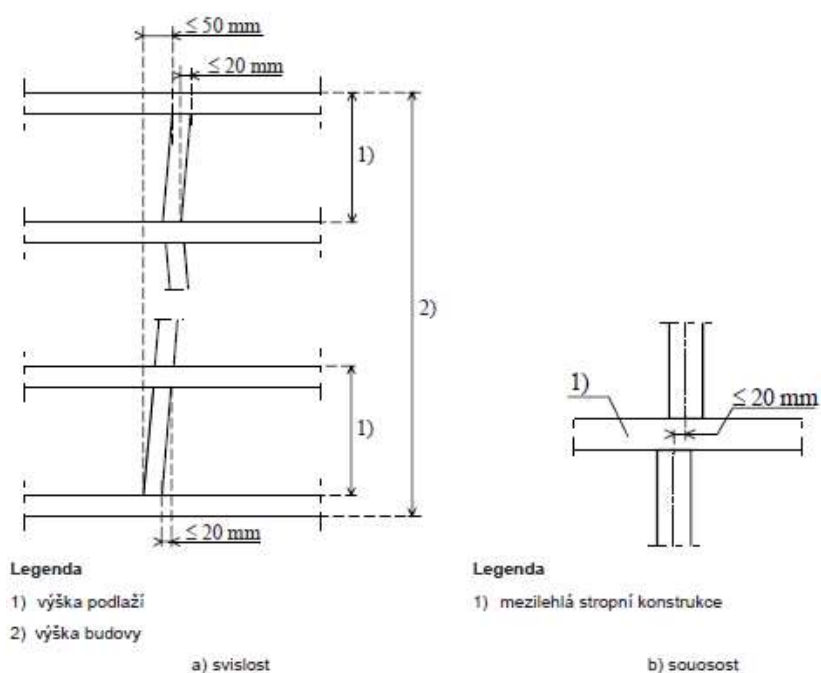 ≤ 50 mm
≤ 20 mm
1)
2)
1)
≤ 20 mm
1)
≤ 20 mm
Legenda
1) výška podlaží
2) výška budovy
a) svislost
Legenda
1) mezilehlá stropní konstrukce
b) souosost